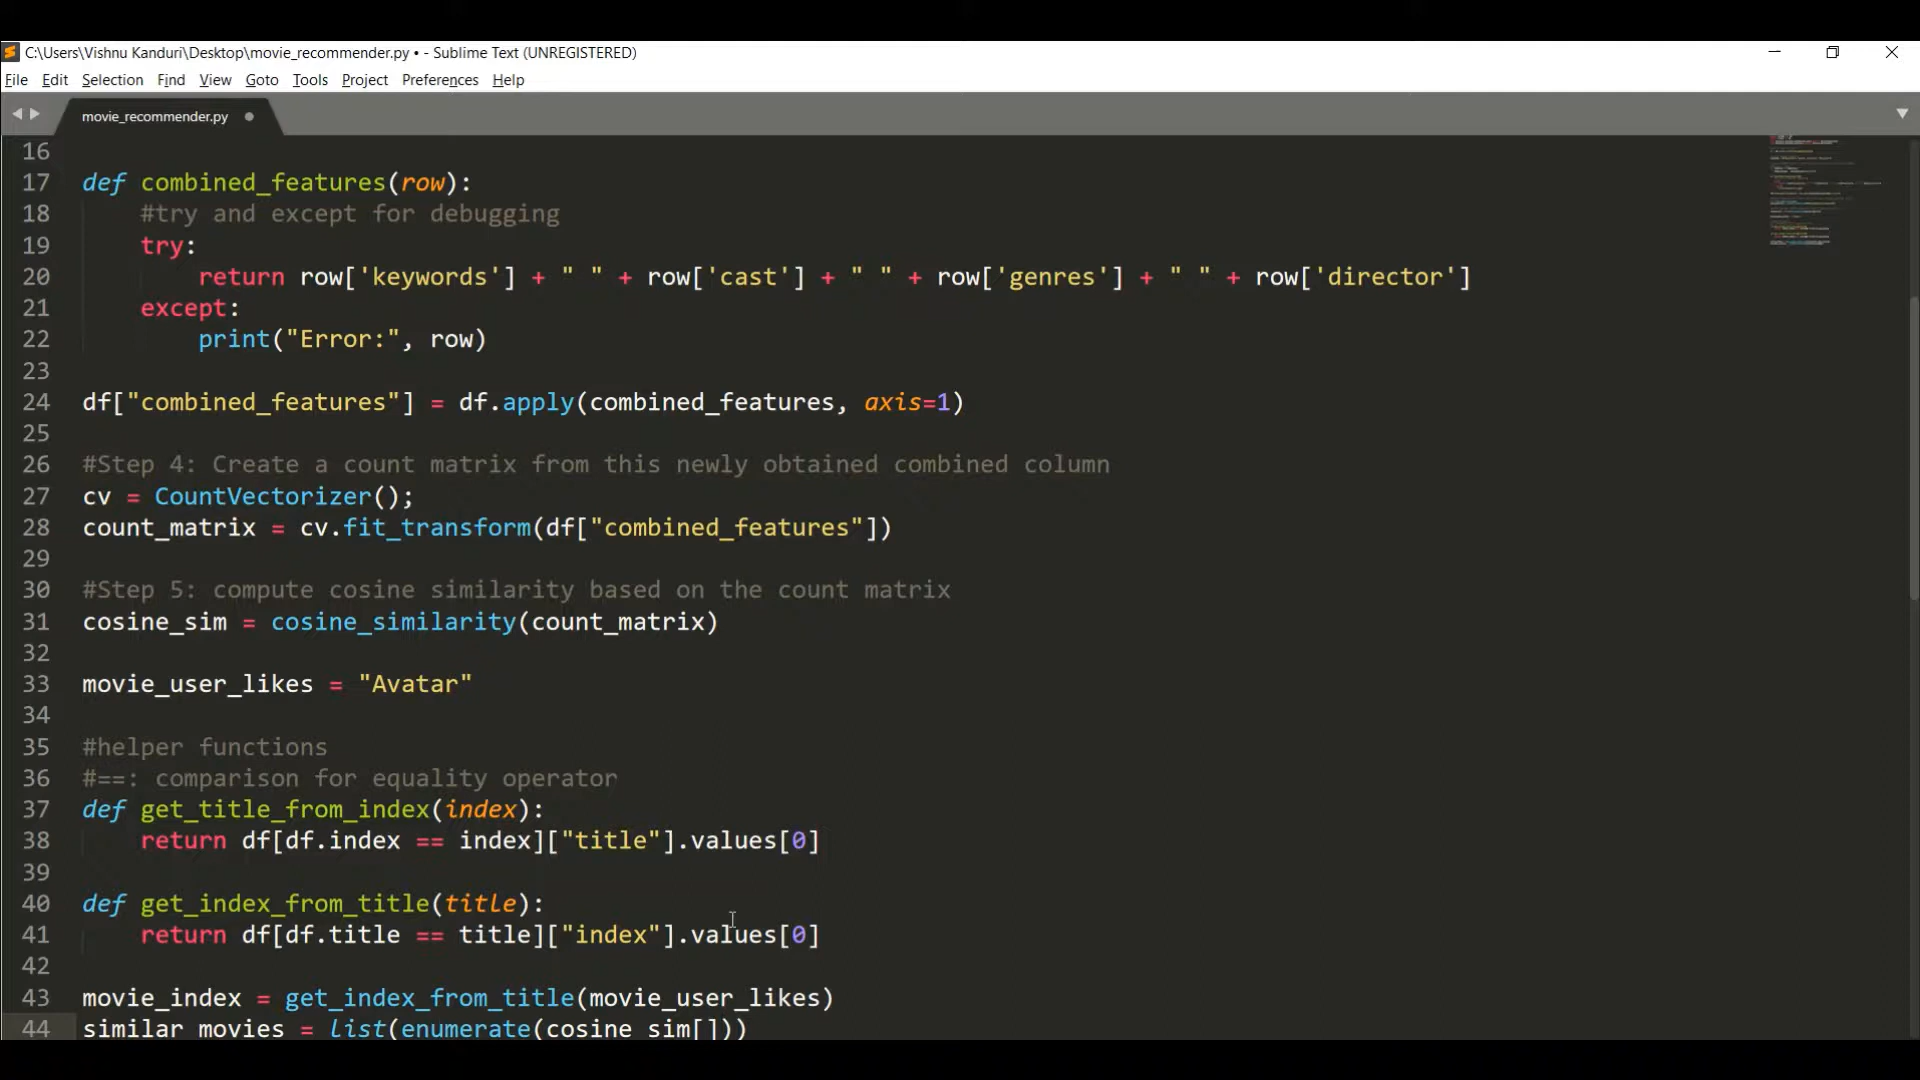 C:\Users\Vishnu Kanduri\Desktop\movie_recommender.py • - Sublime Text (UNREGISTERED)
File Edit Selection Find View Goto Tools Project Preferences Help
movie_recommender.py
16
17 def combined_features(row):
18 #try and except for debugging
19 try:
20 return row['keywords'] + " " + row['cast'] + " " + row['genres'] + " " + row['director']
21 except:
22 print("Error:", row)
23
24 df["combined_features"] = df.apply(combined_features, axis=1)
25
26 #Step 4: Create a count matrix from this newly obtained combined column
27 cv = CountVectorizer();
28 count_matrix = cv.fit_transform(df["combined_features"])
29
30 #Step 5: compute cosine similarity based on the count matrix
31 cosine_sim = cosine_similarity(count_matrix)
32
33 movie_user_likes = "Avatar"
34
35 #helper functions
36 #==: comparison for equality operator
37 def get_title_from_index(index):
38 return df[df.index == index]["title"].values[0]
39
40 def get_index_from_title(title):
41 return df[df.title == title]["index"].values[0]
42
43 movie_index = get_index_from_title(movie_user_likes)
44 similar_movies = list(enumerate(cosine_sim[]))